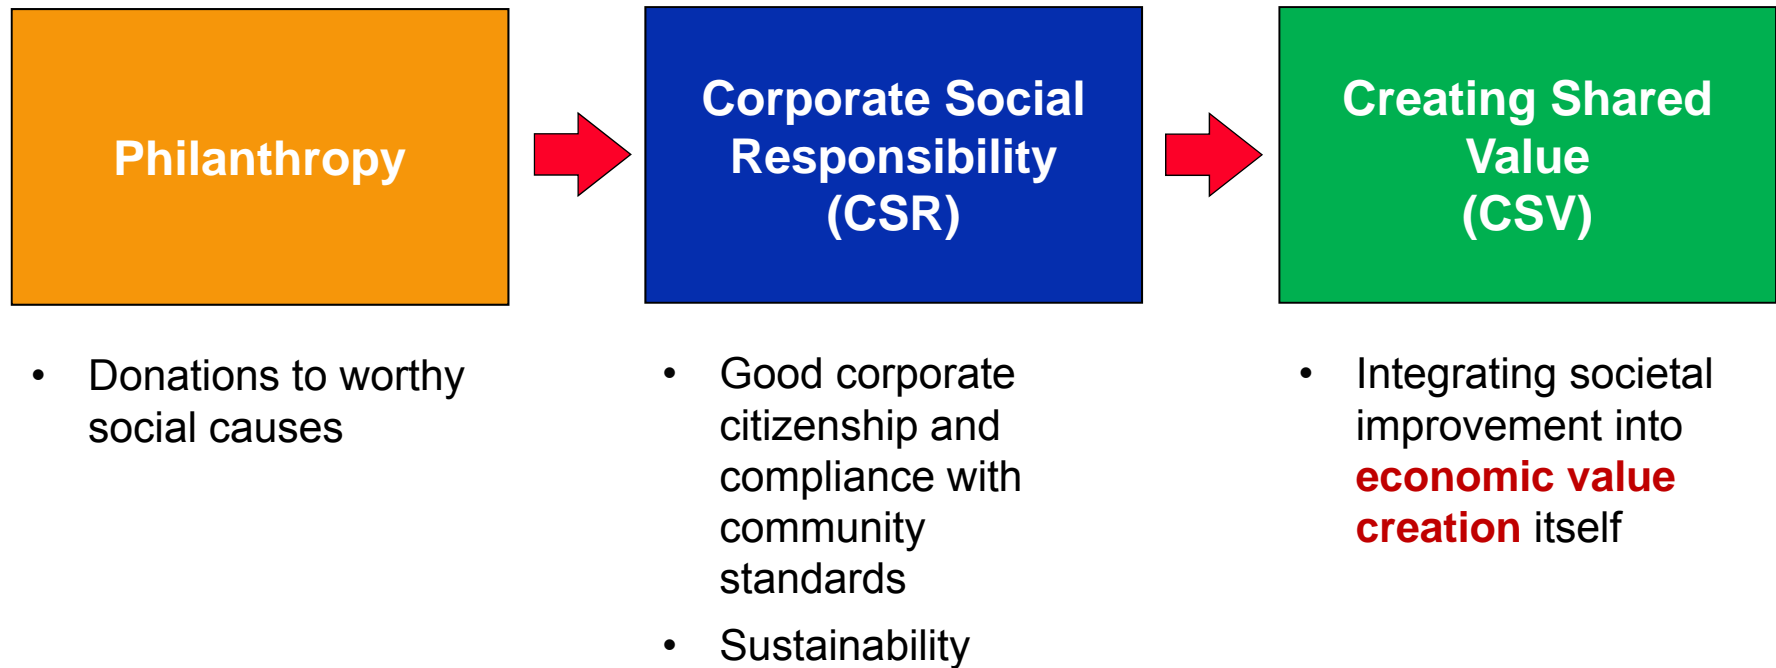 Philanthropy
Corporate Social
Responsibility
(CSR)
Creating Shared
Value
(CSV)
• Donations to worthy
social causes
• Good corporate
citizenship and
compliance with
community
standards
• Sustainability
• Integrating societal
improvement into
economic value
creation itself